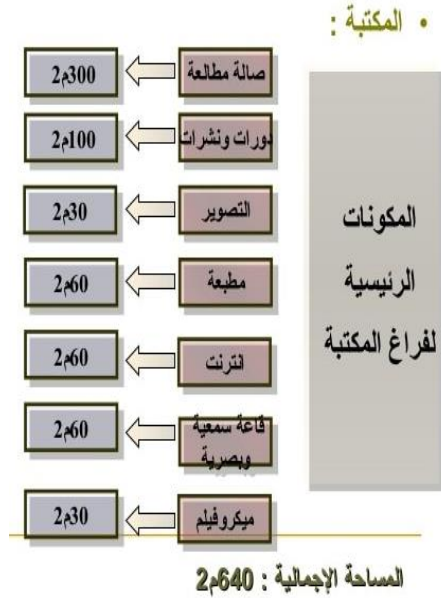 • المكتبة :
المكونات
الرئيسية
لفراغ المكتبة
صالة مطالعة
300م2
دورات ونشرات
100م2
التصوير
30م2
مطبعة
60م2
انترنت
60م2
قاعة سمعية
وبصرية
60م2
ميكروفيلم
30م2
المساحة الإجمالية : 640م2